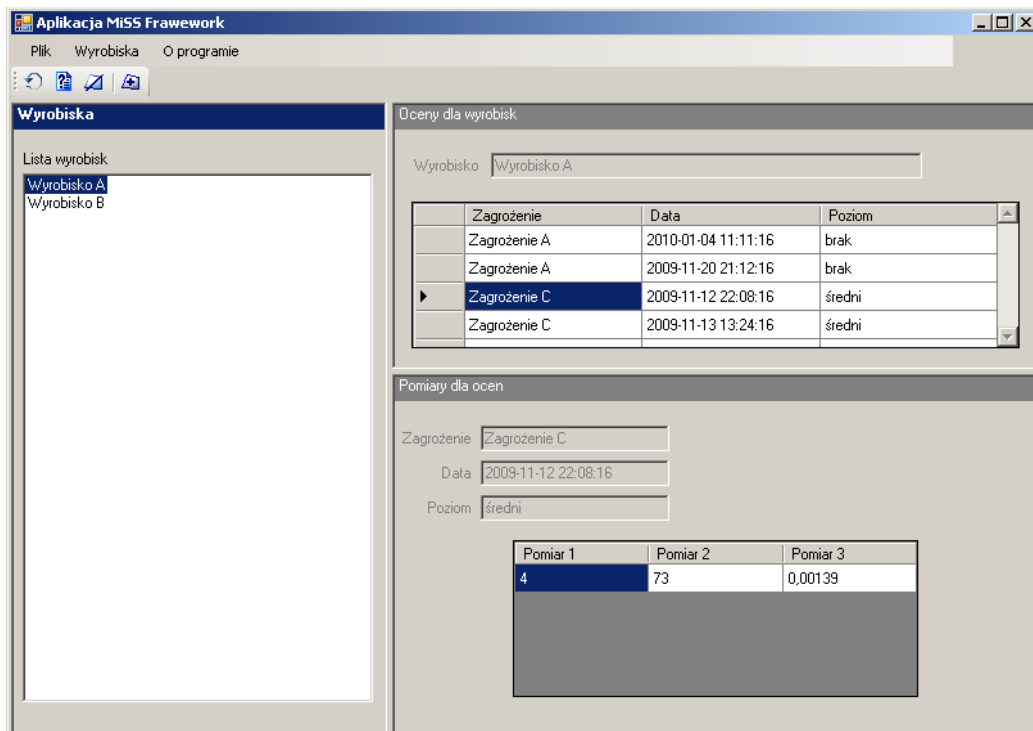 Aplikacja MiSS Frawework
Plik Wyrobiska O programie
Wyrobiska
Lista wyrobisk
Wyrobisko A
Wyrobisko B
Oceny dla wyrobisk
Wyrobisko Wyrobisko A
Zagrożenie Data Poziom
Zagrożenie A 2010-01-04 11:11:16 brak
Zagrożenie A 2009-11-20 21:12:16 brak
Zagrożenie C 2009-11-12 22:08:16 średni
Zagrożenie C 2009-11-13 13:24:16 średni
Pomiary dla ocen
Zagrożenie Zagrożenie C
Data 2009-11-12 22:08:16
Poziom średni
Pomiar 1 Pomiar 2 Pomiar 3
4 73 0,00139